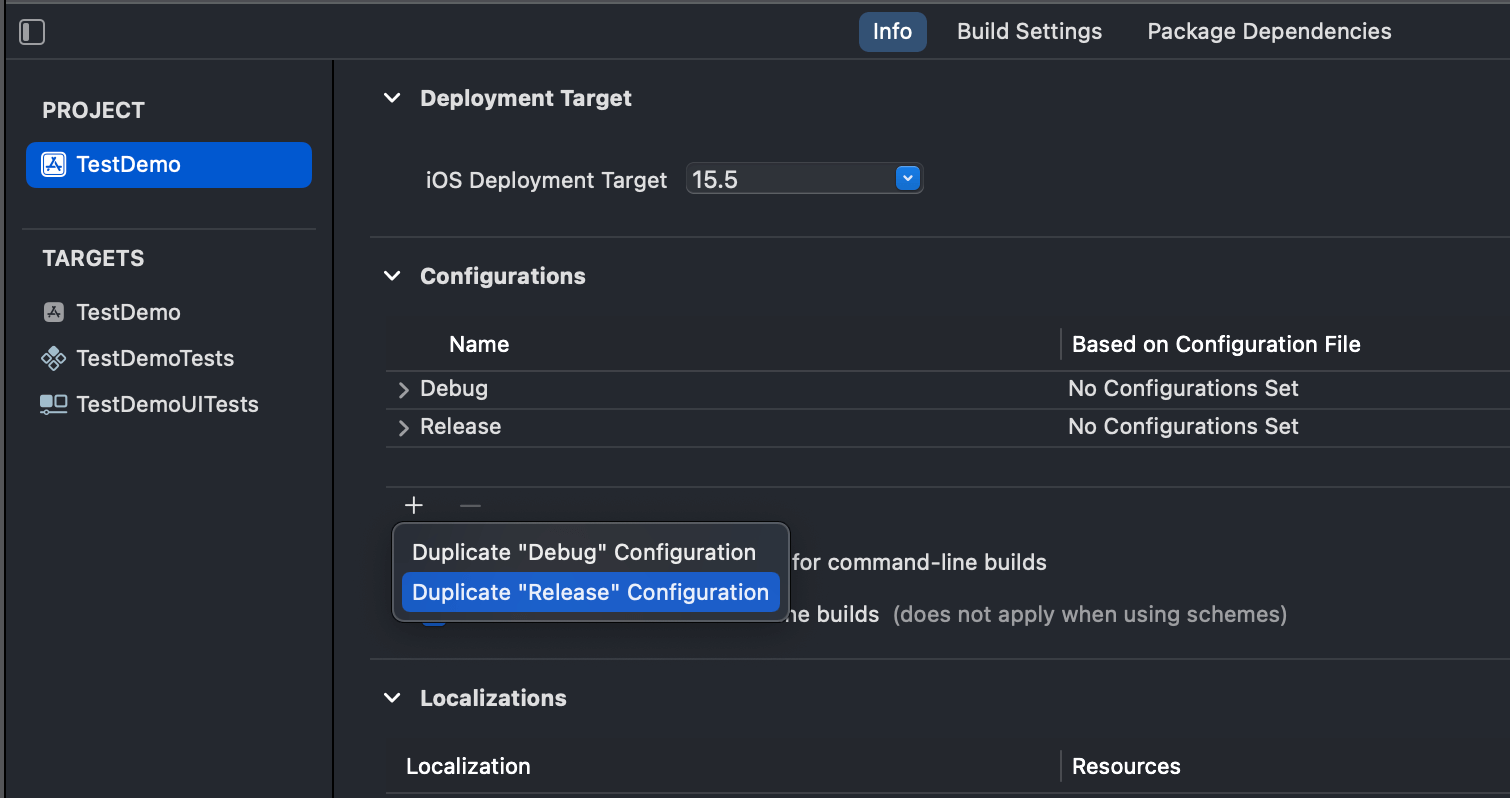 Info Build Settings Package Dependencies
PROJECT
TestDemo
TARGETS
TestDemo
TestDemoTests
TestDemoUITests
Deployment Target
iOS Deployment Target 15.5
Configurations
Name Based on Configuration File
Debug No Configurations Set
Release No Configurations Set
Duplicate "Debug" Configuration
for command-line builds
Duplicate "Release" Configuration
ne builds (does not apply when using schemes)
Localizations
Localization Resources